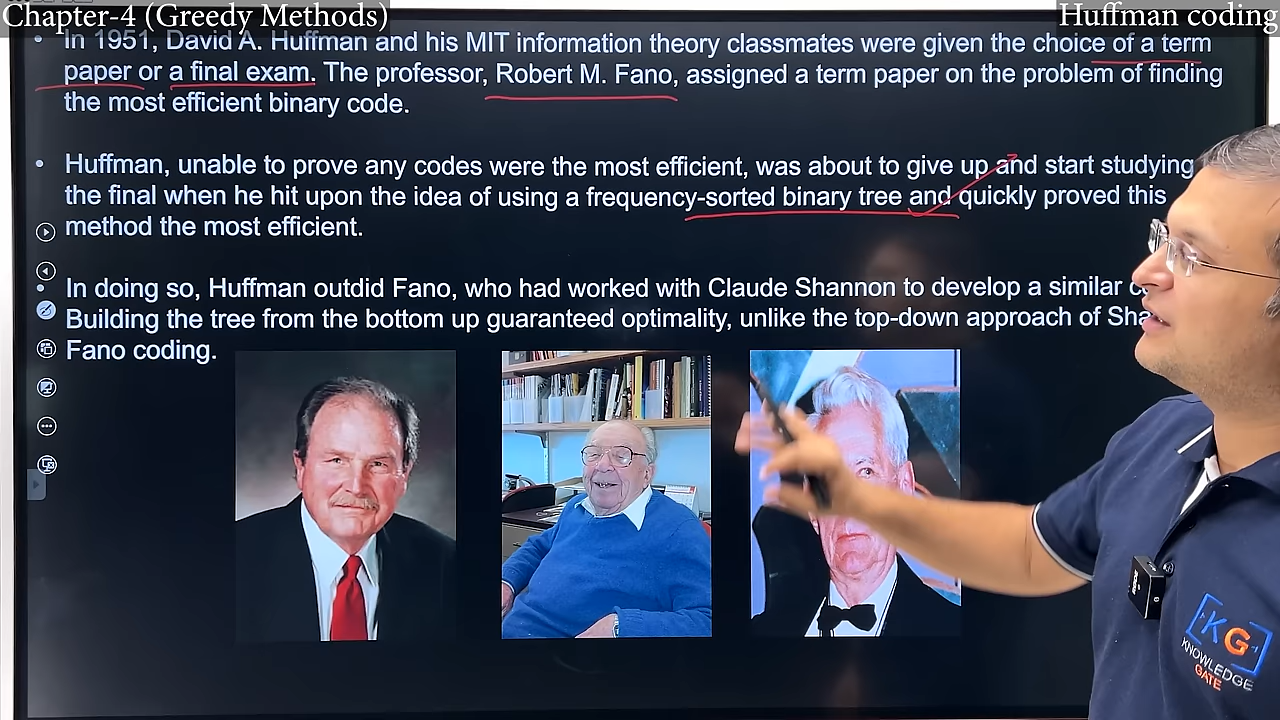 Chapter-4 (Greedy Methods)
Huffman coding
• In 1951, David A. Huffman and his MIT information theory classmates were given the choice of a term
paper or a final exam. The professor, Robert M. Fano, assigned a term paper on the problem of finding
the most efficient binary code.
• Huffman, unable to prove any codes were the most efficient, was about to give up and start studying
the final when he hit upon the idea of using a frequency-sorted binary tree and quickly proved this
method the most efficient.
• In doing so, Huffman outdid Fano, who had worked with Claude Shannon to develop a similar
Building the tree from the bottom up guaranteed optimality, unlike the top-down approach of
Fano coding.
KG
KNOWLEDGE
GATE